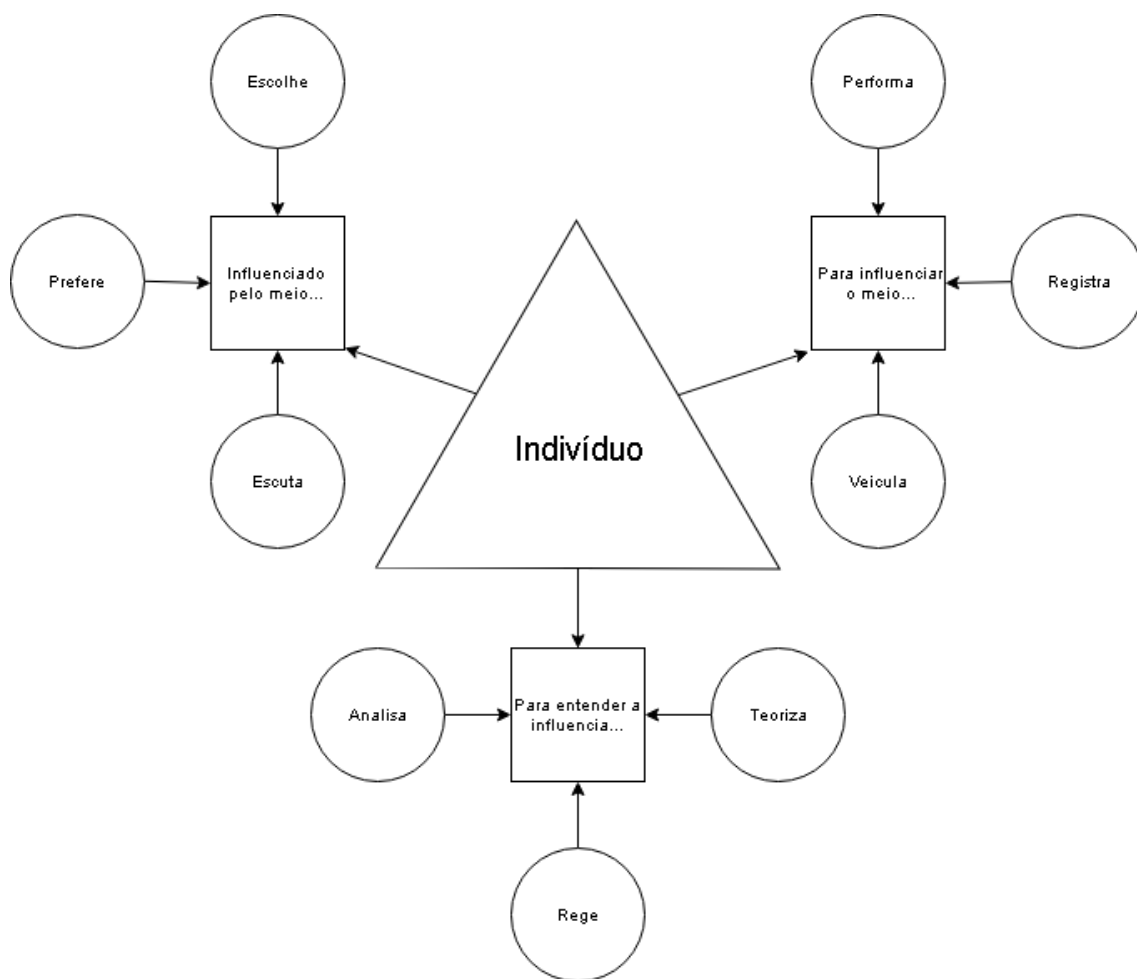 Escolhe
Performa
Prefere
Influenciado
pelo meio...
Para influenciar
o meio...
Registra
Indivíduo
Escuta
Veicula
Analisa
Para entender a
influencia...
Teoriza
Rege